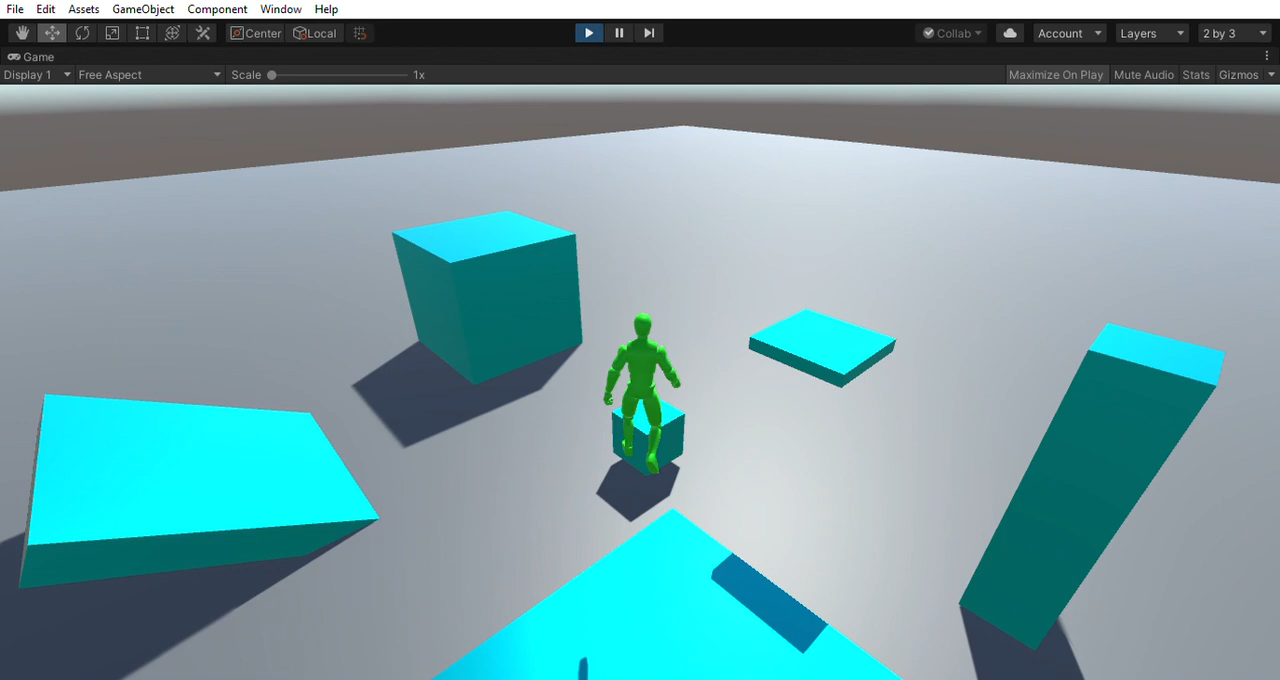 File Edit Assets GameObject Component Window Help
Center Local Collab Account Layers 2 by 3
Game
Display 1 Free Aspect Scale 1x Maximize On Play Mute Audio Stats Gizmos